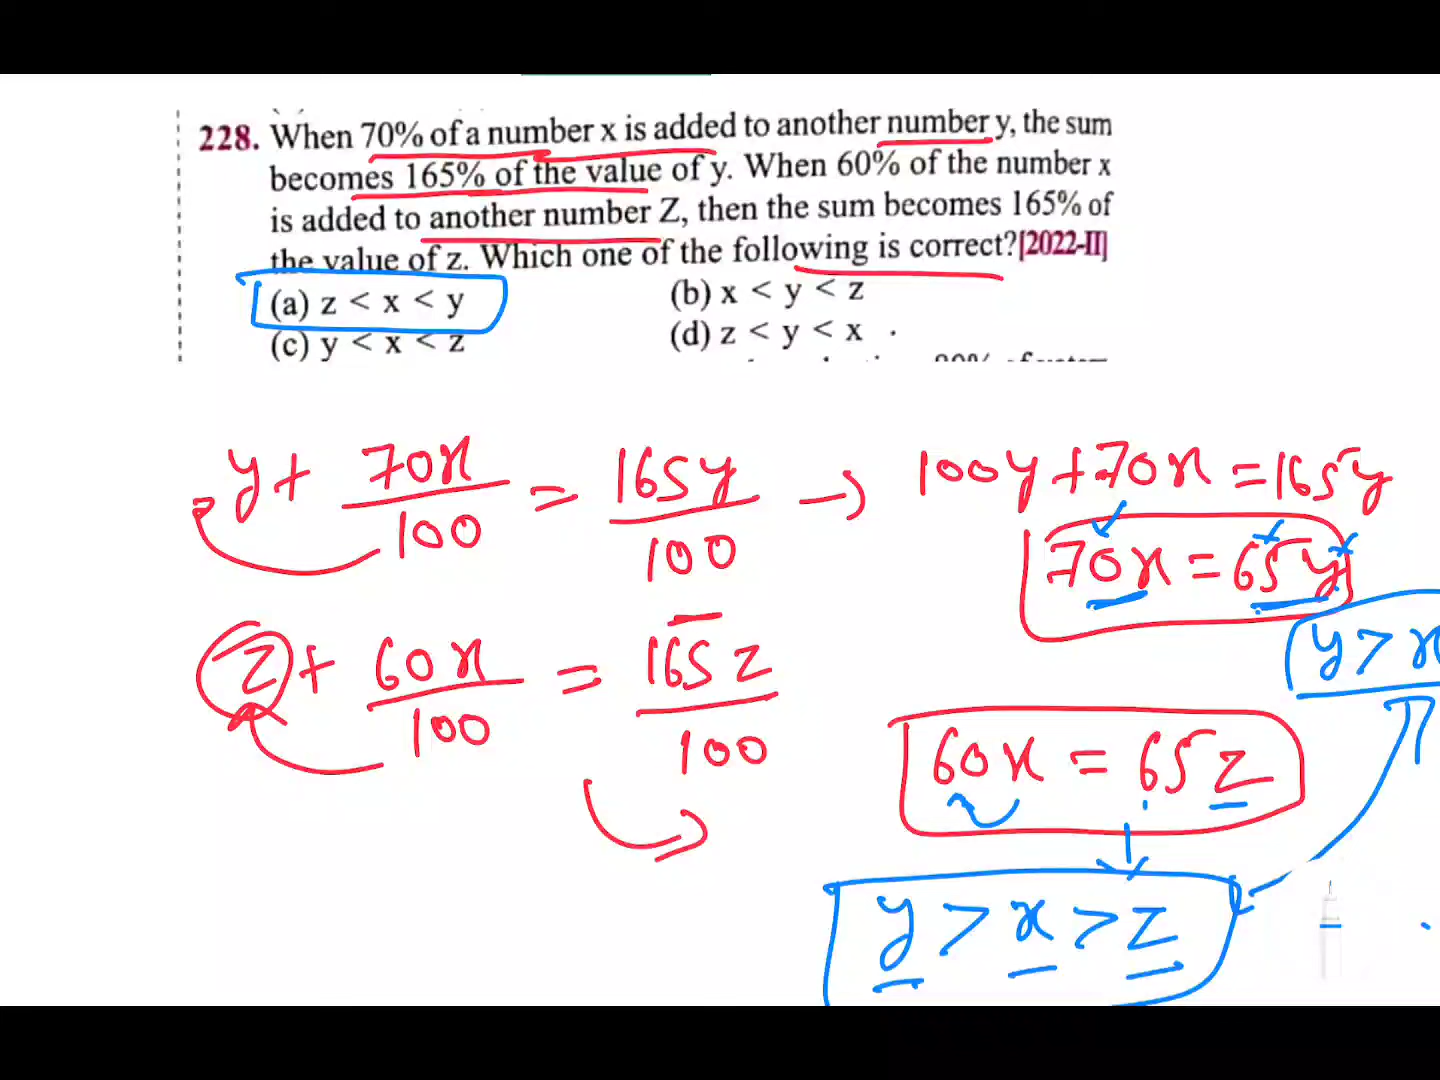 228. When 70% of a number x is added to another number y, the sum
becomes 165% of the value of y. When 60% of the number x
is added to another number Z, then the sum becomes 165% of
the value of z. Which one of the following is correct?[2022-II]
(a) z < x < y (b) x < y < z
(c) y < x < z (d) z < y < x
y + 70x/100 = 165y/100 → 100y + 70x = 165y
70x = 65y
y > x
z + 60x/100 = 165z/100
60x = 65z
y > x > z